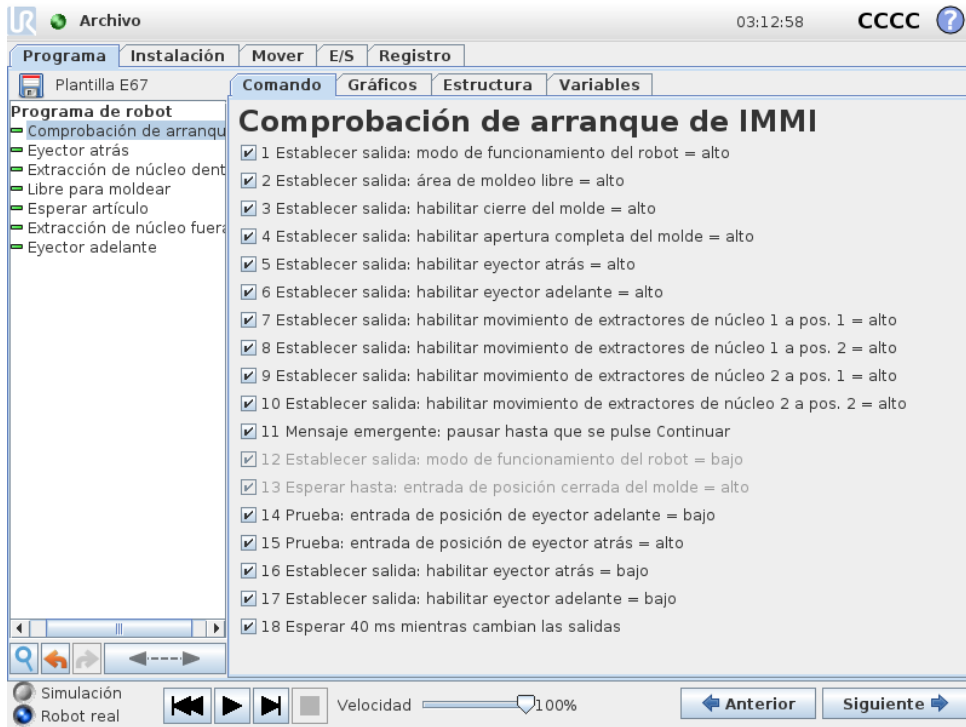 UR Archivo 03:12:58 CCCC ?
Programa Instalación Mover E/S Registro
Plantilla E67
Comando Gráficos Estructura Variables
Programa de robot
Comprobación de arranqu
Eyector atrás
Extracción de núcleo dent
Libre para moldear
Esperar artículo
Extracción de núcleo fuera
Eyector adelante
Comprobación de arranque de IMMI
1 Establecer salida: modo de funcionamiento del robot = alto
2 Establecer salida: área de moldeo libre = alto
3 Establecer salida: habilitar cierre del molde = alto
4 Establecer salida: habilitar apertura completa del molde = alto
5 Establecer salida: habilitar eyector atrás = alto
6 Establecer salida: habilitar eyector adelante = alto
7 Establecer salida: habilitar movimiento de extractores de núcleo 1 a pos. 1 = alto
8 Establecer salida: habilitar movimiento de extractores de núcleo 1 a pos. 2 = alto
9 Establecer salida: habilitar movimiento de extractores de núcleo 2 a pos. 1 = alto
10 Establecer salida: habilitar movimiento de extractores de núcleo 2 a pos. 2 = alto
11 Mensaje emergente: pausar hasta que se pulse Continuar
12 Establecer salida: modo de funcionamiento del robot = bajo
13 Esperar hasta: entrada de posición cerrada del molde = alto
14 Prueba: entrada de posición de eyector adelante = bajo
15 Prueba: entrada de posición de eyector atrás = alto
16 Establecer salida: habilitar eyector atrás = bajo
17 Establecer salida: habilitar eyector adelante = bajo
18 Esperar 40 ms mientras cambian las salidas
Simulación
Robot real
Velocidad 100%
Anterior Siguiente